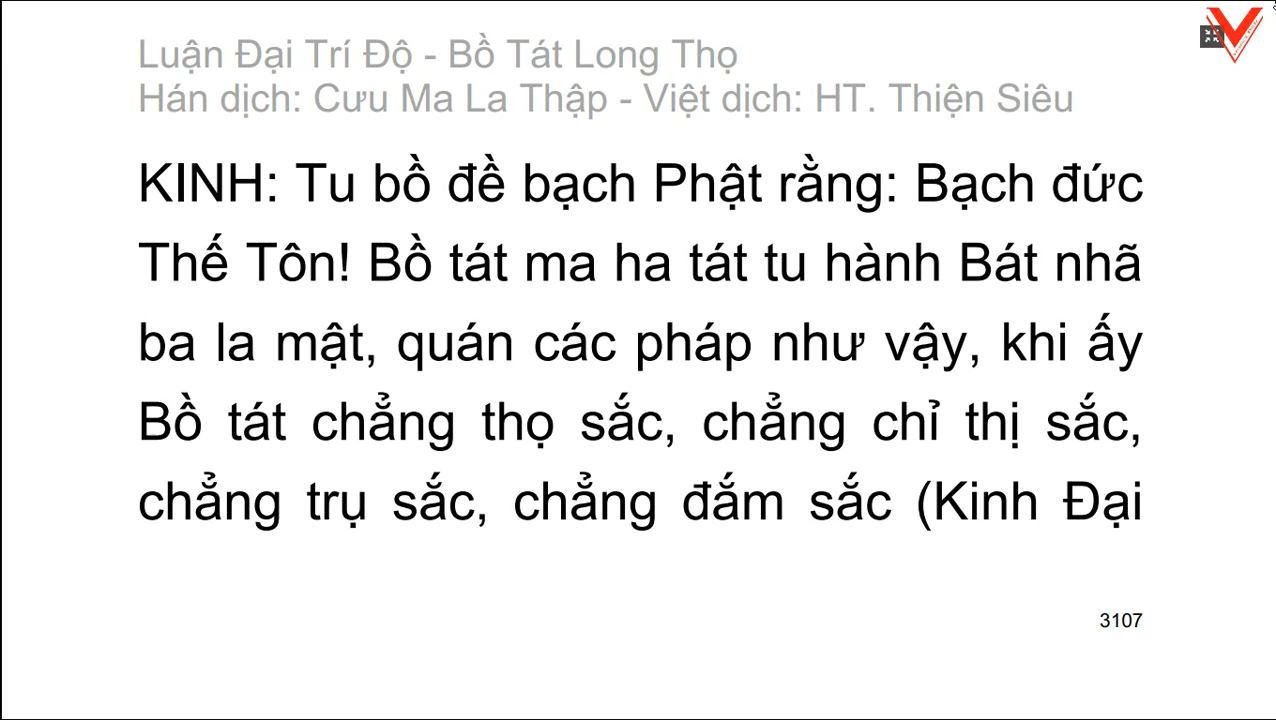 Luận Đại Trí Độ - Bồ Tát Long Thọ
Hán dịch: Cưu Ma La Thập - Việt dịch: HT. Thiện Siêu
KINH: Tu bồ đề bạch Phật rằng: Bạch đức
Thế Tôn! Bồ tát ma ha tát tu hành Bát nhã
ba la mật, quán các pháp như vậy, khi ấy
Bồ tát chẳng thọ sắc, chẳng chỉ thị sắc,
chẳng trụ sắc, chẳng đắm sắc (Kinh Đại
3107